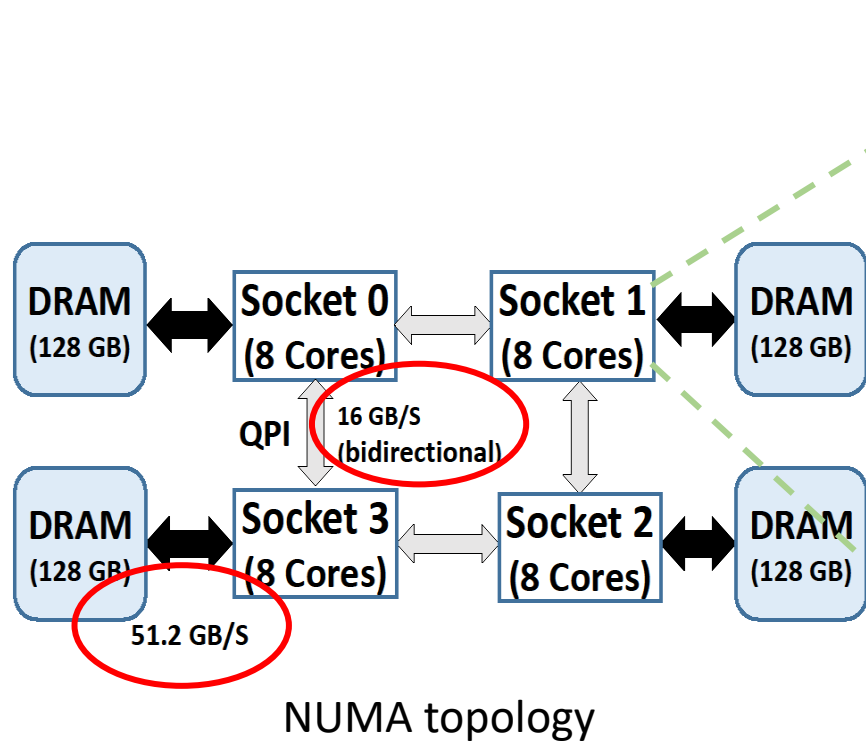 DRAM
(128 GB)
Socket 0
(8 Cores)
Socket 1
(8 Cores)
DRAM
(128 GB)
QPI
16 GB/S
(bidirectional)
DRAM
(128 GB)
Socket 3
(8 Cores)
Socket 2
(8 Cores)
DRAM
(128 GB)
51.2 GB/S
NUMA topology